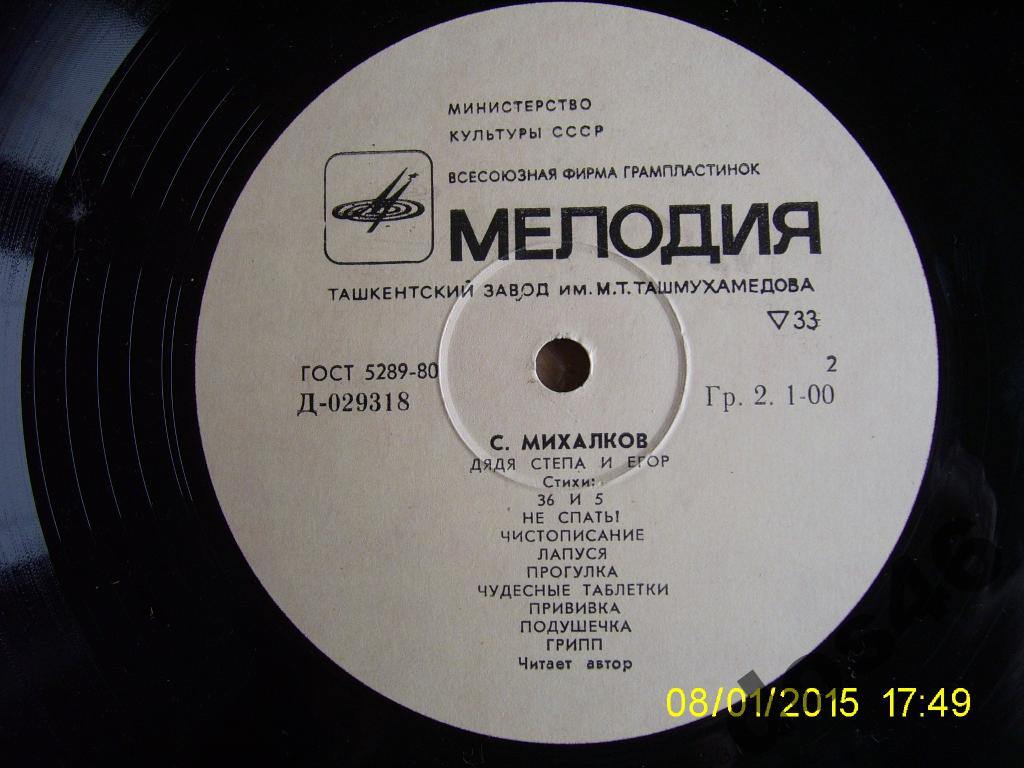 МИНИСТЕРСТВО
КУЛЬТУРЫ СССР
ВСЕСОЮЗНАЯ ФИРМА ГРАМПЛАСТИНОК
МЕЛОДИЯ
ТАШКЕНТСКИЙ ЗАВОД ИМ. М.Т. ТАШМУХАМЕДОВА
▽33
ГОСТ 5289-80
2
Д-029318
Гр. 2. 1-00
С. МИХАЛКОВ
ДЯДЯ СТЕПА И ЕГОР
Стихи:
36 И 5
НЕ СПАТЬ!
ЧИСТОПИСАНИЕ
ЛАПУСЯ
ПРОГУЛКА
ЧУДЕСНЫЕ ТАБЛЕТКИ
ПРИВИВКА
ПОДУШЕЧКА
ГРИПП
Читает автор
08/01/2015 17:49